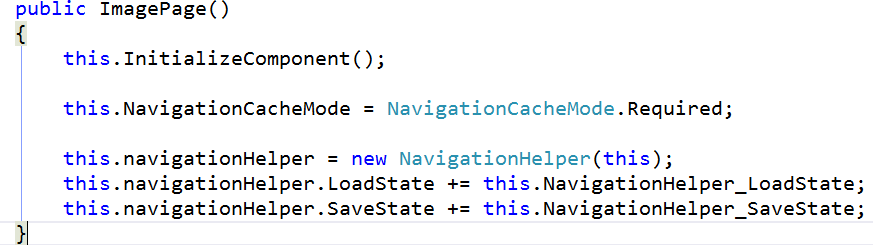 public ImagePage()
{
    this.InitializeComponent();

    this.NavigationCacheMode = NavigationCacheMode.Required;

    this.navigationHelper = new NavigationHelper(this);
    this.navigationHelper.LoadState += this.NavigationHelper_LoadState;
    this.navigationHelper.SaveState += this.NavigationHelper_SaveState;
}